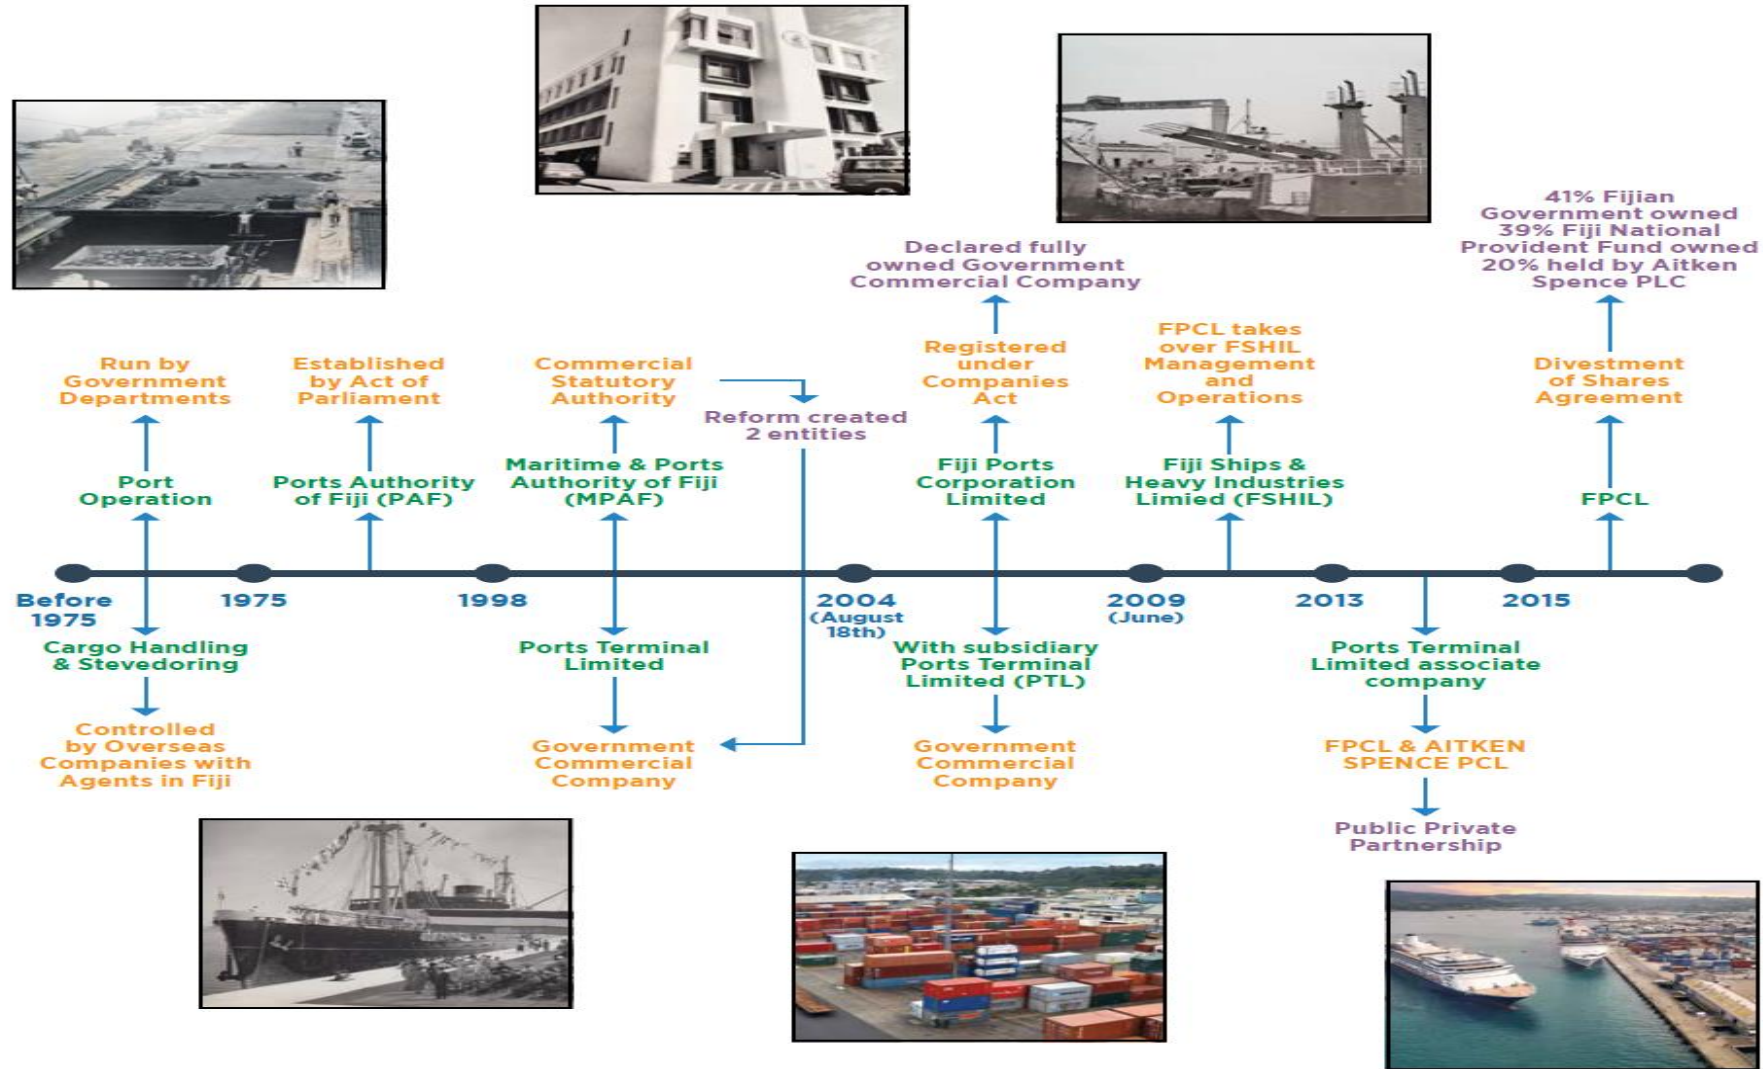 41% Fijian
Government owned
39% Fiji National
Provident Fund owned
20% held by Aitken
Spence PLC
Declared fully
owned Government
Commercial Company
Run by
Government
Departments
Established
by Act of
Parliament
Commercial
Statutory
Authority
Reform created
2 entities
Registered
under
Companies
Act
FPCL takes
over FSHIL
Management
and
Operations
Divestment
of Shares
Agreement
Port
Operation
Ports Authority
of Fiji (PAF)
Maritime & Ports
Authority of Fiji
(MPAF)
Fiji Ports
Corporation
Limited
Fiji Ships &
Heavy Industries
Limied (FSHIL)
FPCL
Before
1975
1975
1998
2004
(August
18th)
2009
(June)
2013
2015
Cargo Handling
& Stevedoring
Ports Terminal
Limited
With subsidiary
Ports Terminal
Limited (PTL)
Ports Terminal
Limited associate
company
Controlled
by Overseas
Companies with
Agents in Fiji
Government
Commercial
Company
Government
Commercial
Company
FPCL & AITKEN
SPENCE PCL
Public Private
Partnership